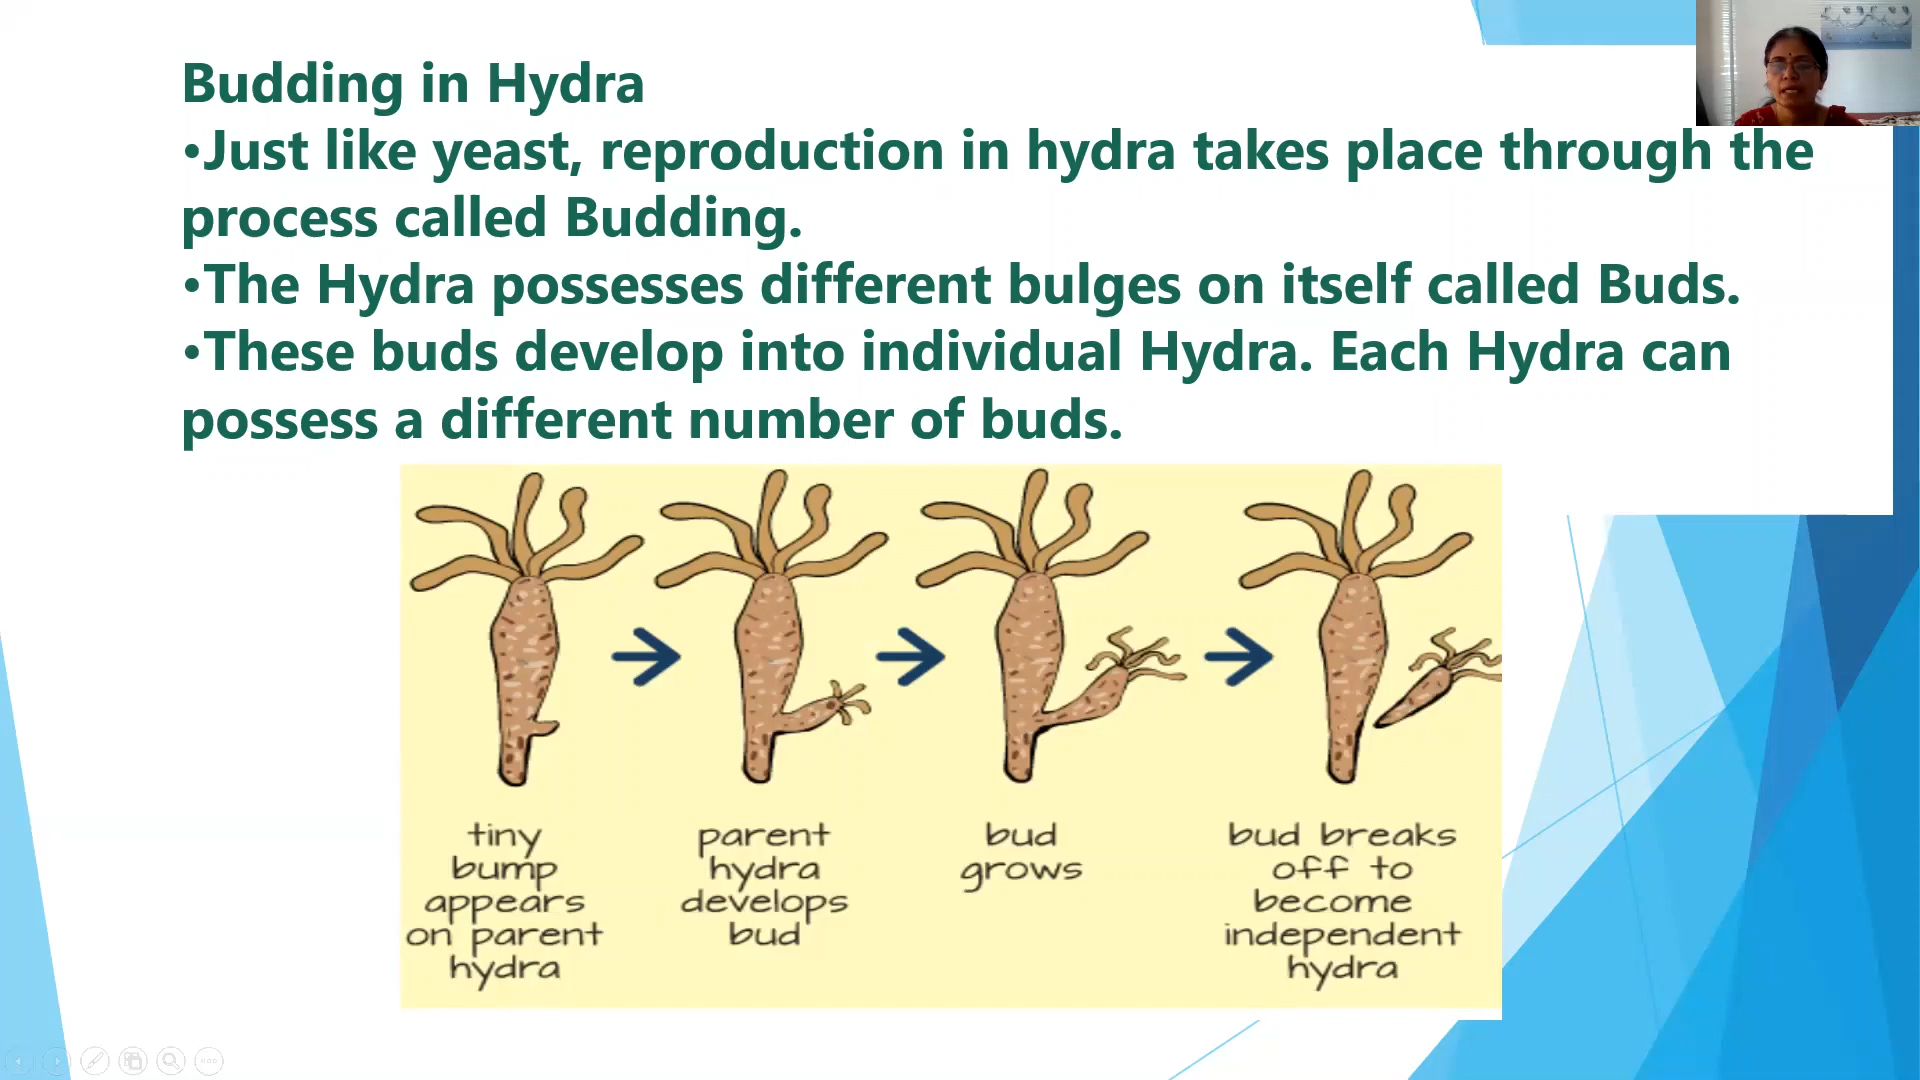 Budding in Hydra
•Just like yeast, reproduction in hydra takes place through the
process called Budding.
•The Hydra possesses different bulges on itself called Buds.
•These buds develop into individual Hydra. Each Hydra can
possess a different number of buds.
tiny
bump
appears
on parent
hydra
parent
hydra
develops
bud
bud
grows
bud breaks
off to
become
independent
hydra